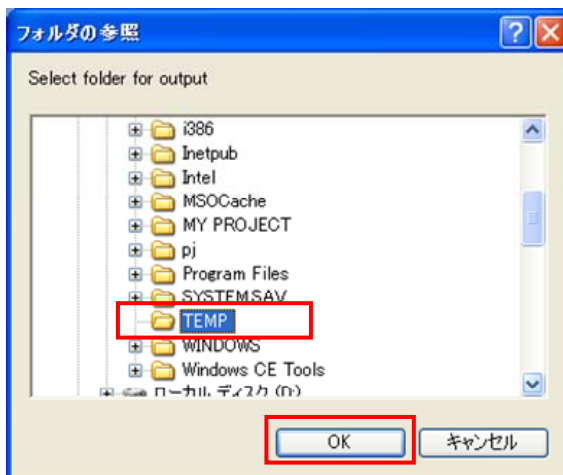 フォルダの参照
Select folder for output
i386
Inetpub
Intel
MSOCache
MY PROJECT
pj
Program Files
SYSTEM.SAV
TEMP
WINDOWS
Windows CE Tools
ローカル ディスク (D:)
OK キャンセル